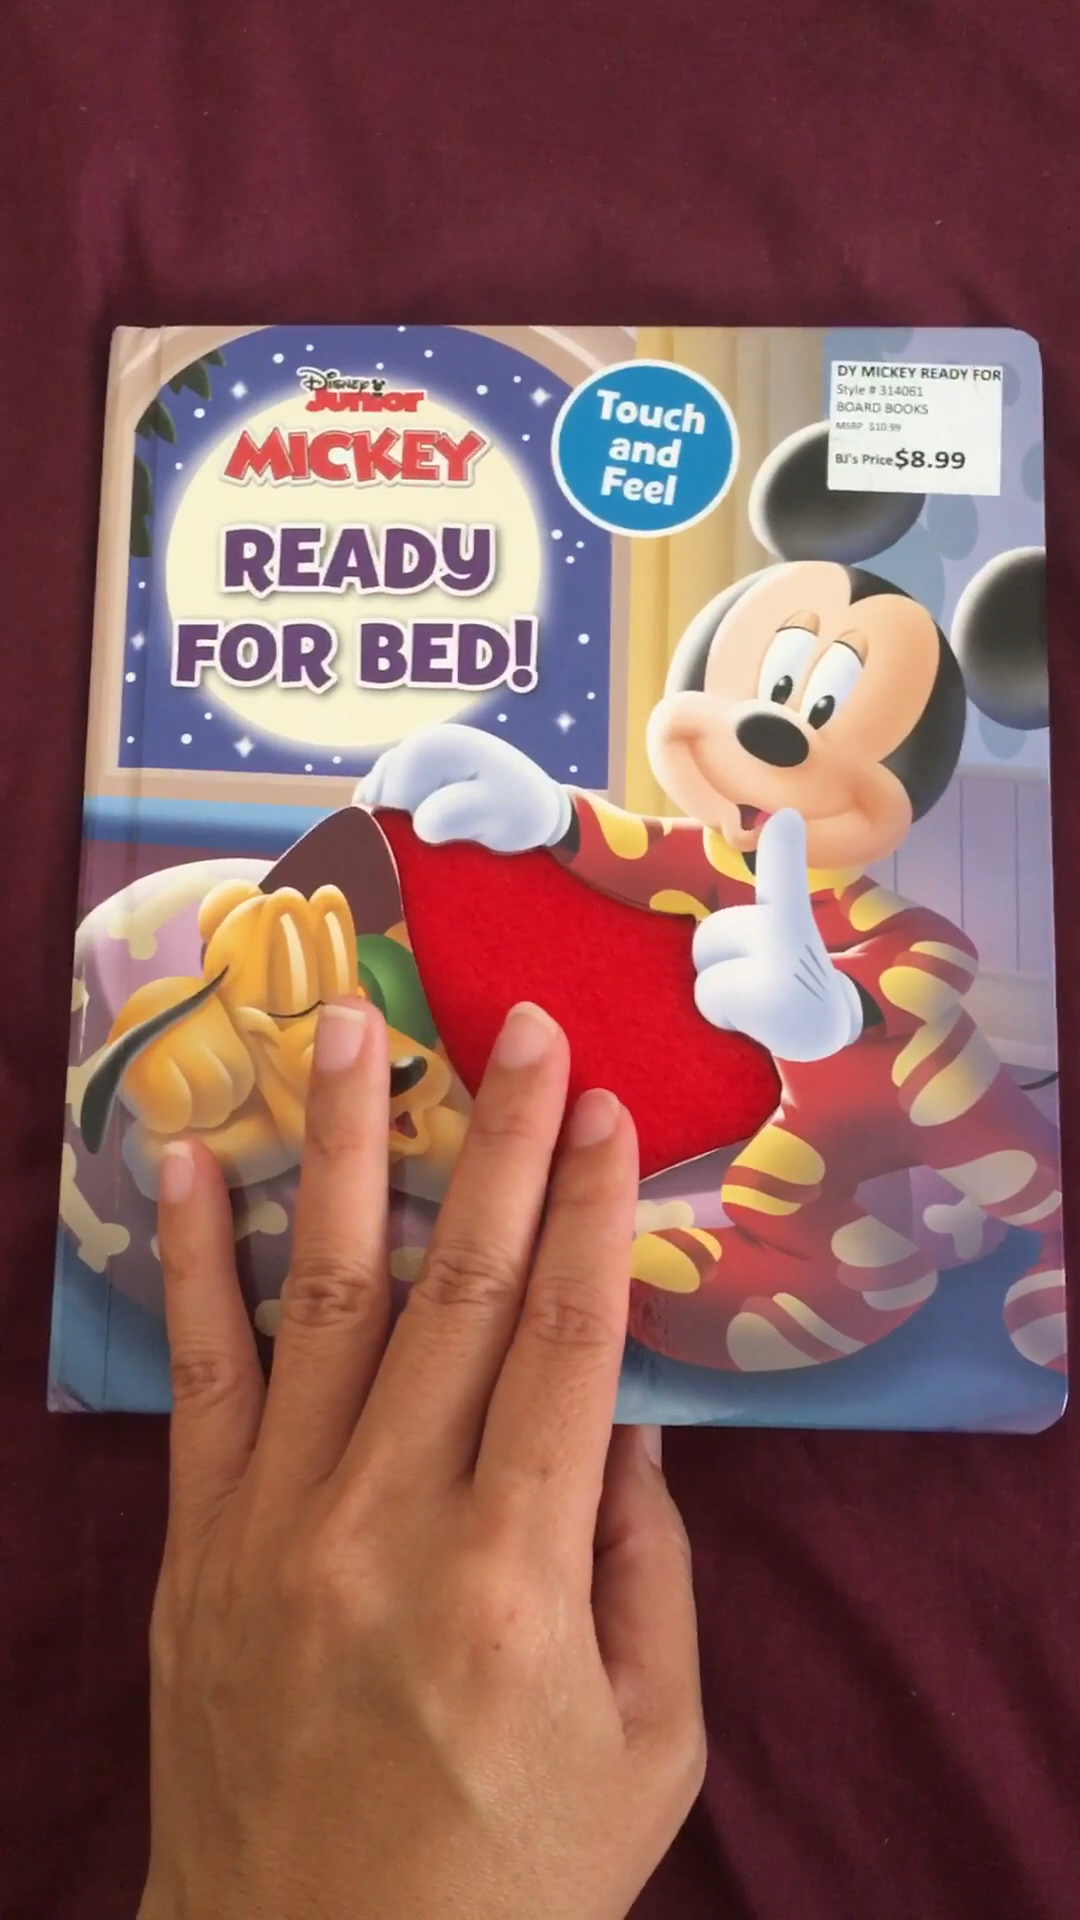 Disney
Junior
MICKEY
READY
FOR BED!
Touch
and
Feel
DY MICKEY READY FOR
Style # 314061
BOARD BOOKS
MSRP $10.99
BJ's Price $8.99